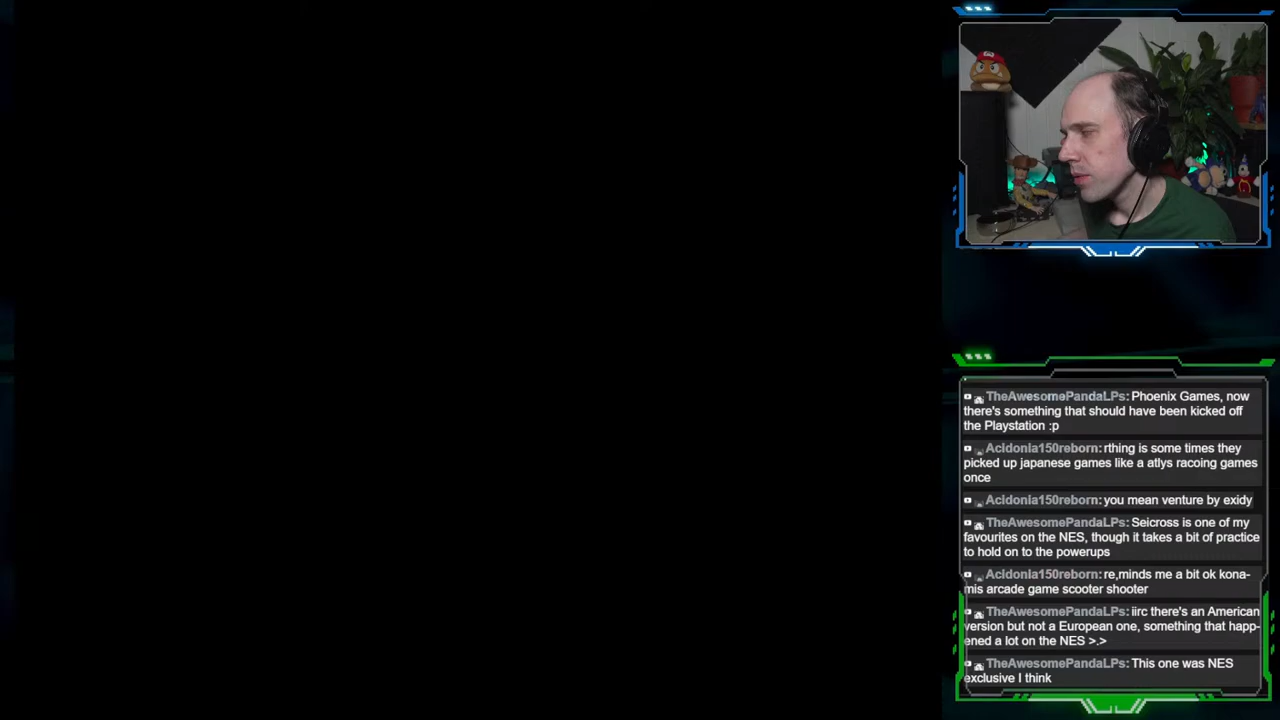 TheAwesomePandaLPs: Phoenix Games, now
there's something that should have been kicked off
the Playstation :p
Acidonia150reborn: rthing is some times they
picked up japanese games like a atlys racoing games
once
Acidonia150reborn: you mean venture by exidy
TheAwesomePandaLPs: Seicross is one of my
favourites on the NES, though it takes a bit of practice
to hold on to the powerups
Acidonia150reborn: re,minds me a bit ok kona-
mis arcade game scooter shooter
TheAwesomePandaLPs: iirc there's an American
version but not a European one, something that happ-
ened a lot on the NES >.>
TheAwesomePandaLPs: This one was NES
exclusive I think